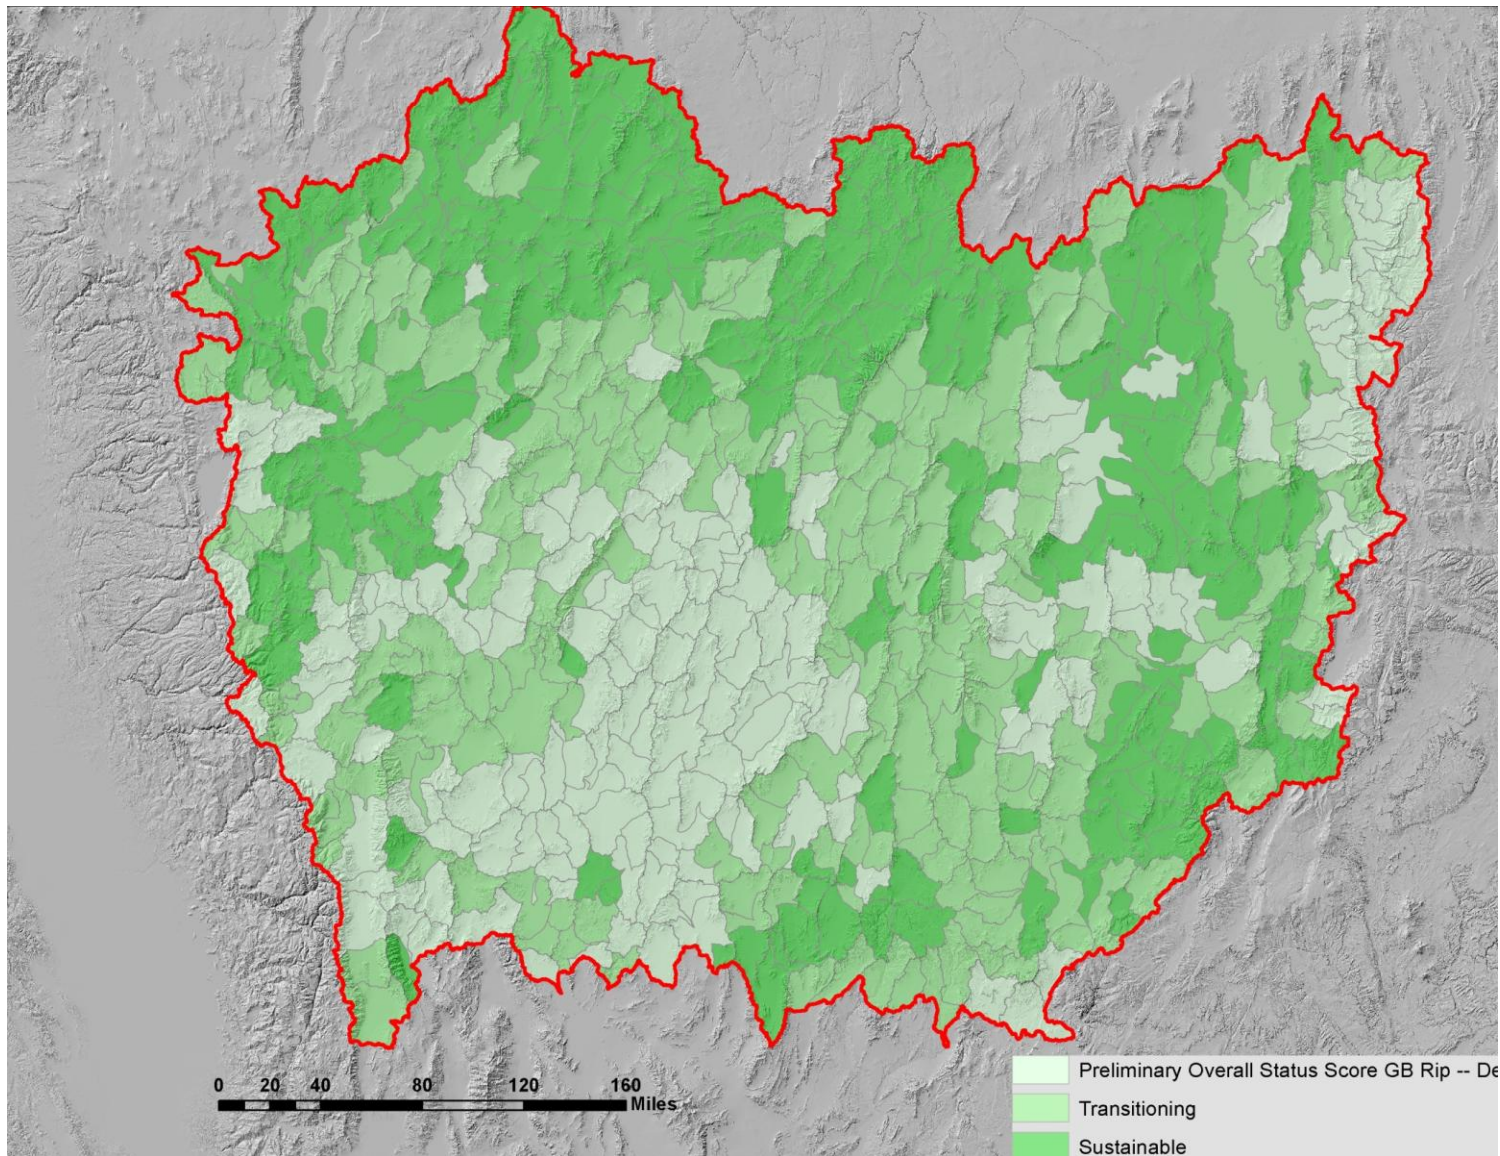 0 20 40 80 120 160
Miles
Preliminary Overall Status Score GB Rip -- De
Transitioning
Sustainable